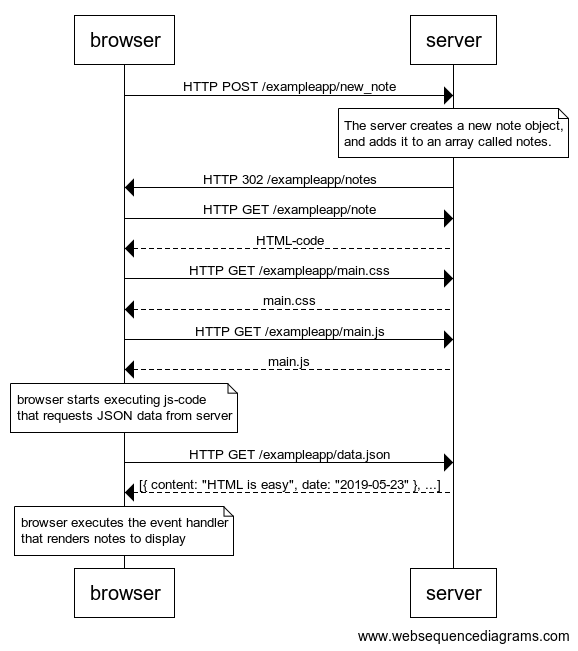 browser
server
HTTP POST /exampleapp/new_note
The server creates a new note object,
and adds it to an array called notes.
HTTP 302 /exampleapp/notes
HTTP GET /exampleapp/note
HTML-code
HTTP GET /exampleapp/main.css
main.css
HTTP GET /exampleapp/main.js
main.js
browser starts executing js-code
that requests JSON data from server
HTTP GET /exampleapp/data.json
[{ content: "HTML is easy", date: "2019-05-23" }, ...]
browser executes the event handler
that renders notes to display
browser
server
www.websequencediagrams.com